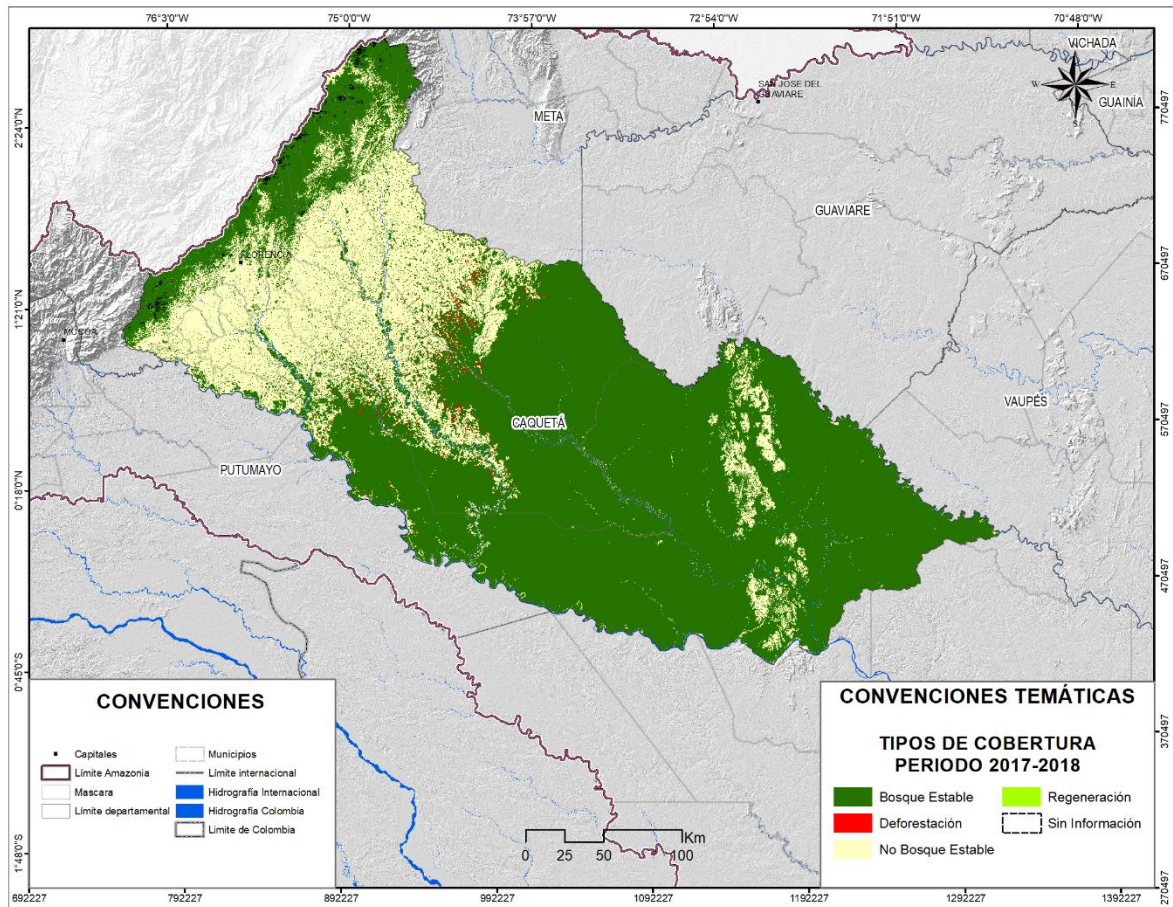 76°30'0"W
75°0'0"W
73°57'0"W
72°54'0"W
71°51'0"W
70°48'0"W
VICHADA
SAN JOSE DEL
GUAVIARE
W
E
S
GUAINÍA
770497
2°24'0"N
META
GUAVIARE
FLORENCIA
670497
1°21'0"N
MOCOA
VAUPÉS
570497
CAQUETÁ
PUTUMAYO
0°18'0"N
470497
0°45'0"S
CONVENCIONES
Capitales
Límite Amazonia
Mascara
Límite departamental
Municipios
Límite internacional
Hidrografía Internacional
Hidrografía Colombia
Limite de Colombia
CONVENCIONES TEMÁTICAS
TIPOS DE COBERTURA
PERIODO 2017-2018
Bosque Estable
Deforestación
No Bosque Estable
Regeneración
Sin Información
370497
Km
0 25 50 100
1°48'0"S
270497
692227
792227
892227
992227
1092227
1192227
1292227
1392227